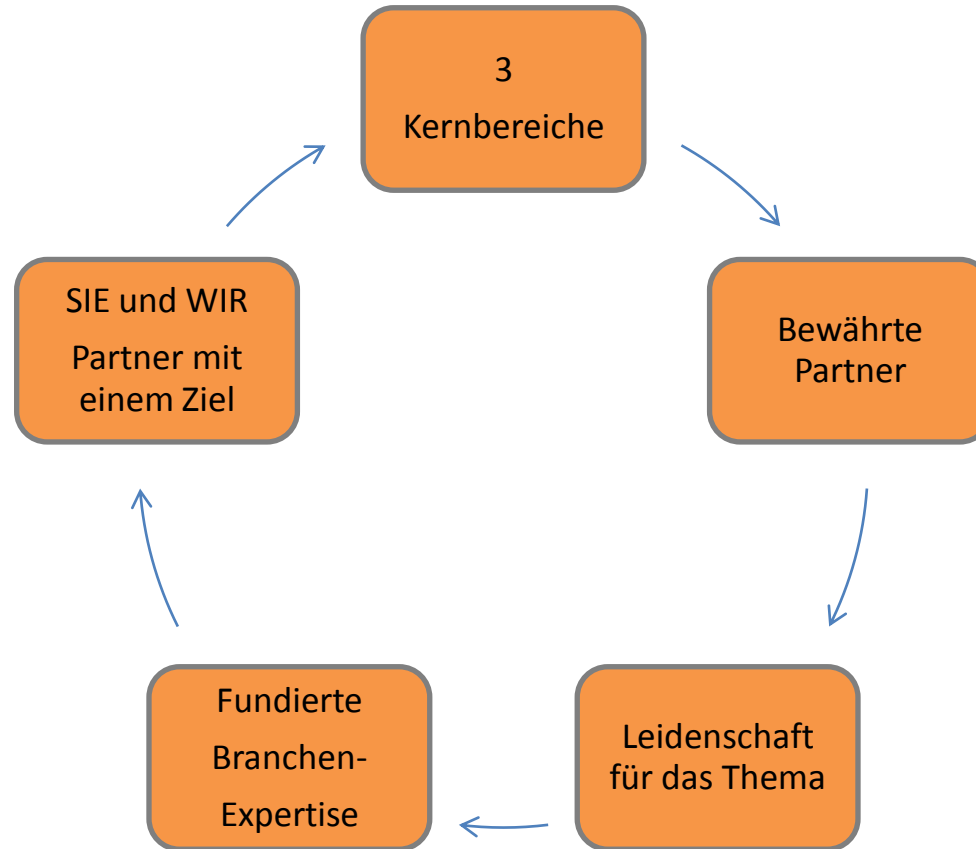 3
Kernbereiche
Bewährte
Partner
Leidenschaft
für das Thema
Fundierte
Branchen-
Expertise
SIE und WIR
Partner mit
einem Ziel